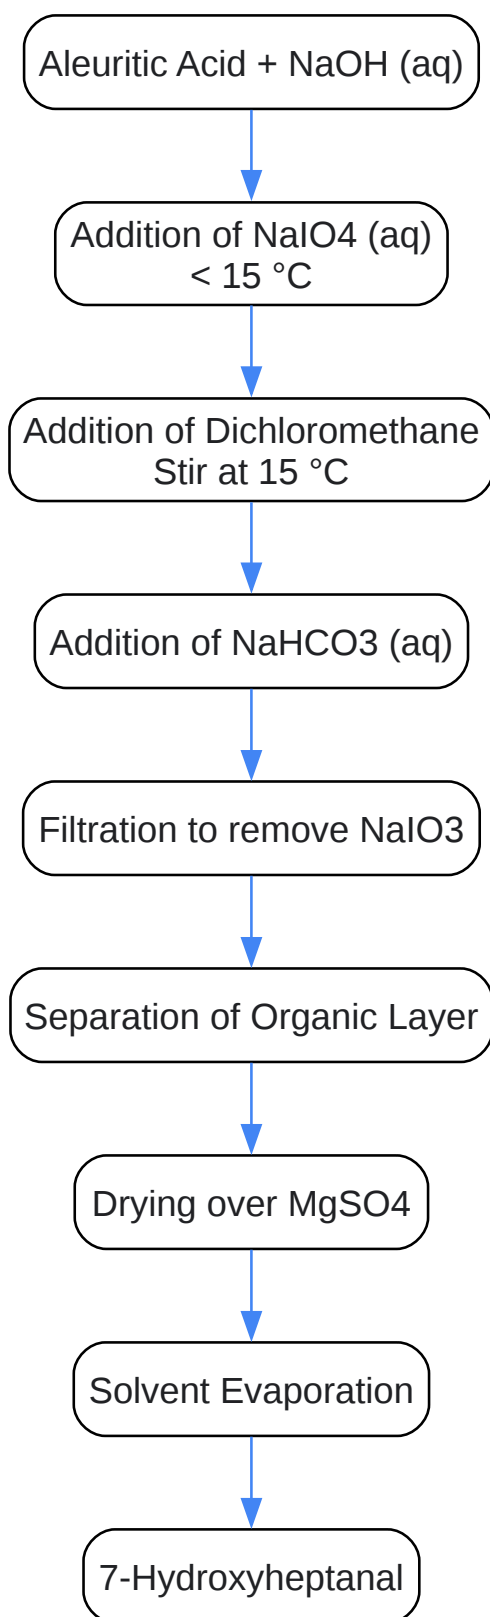 Aleuritic Acid + NaOH (aq)
Addition of NaIO4 (aq)
< 15 °C
Addition of Dichloromethane
Stir at 15 °C
Addition of NaHCO3 (aq)
Filtration to remove NaIO3
Separation of Organic Layer
Drying over MgSO4
Solvent Evaporation
7-Hydroxyheptanal